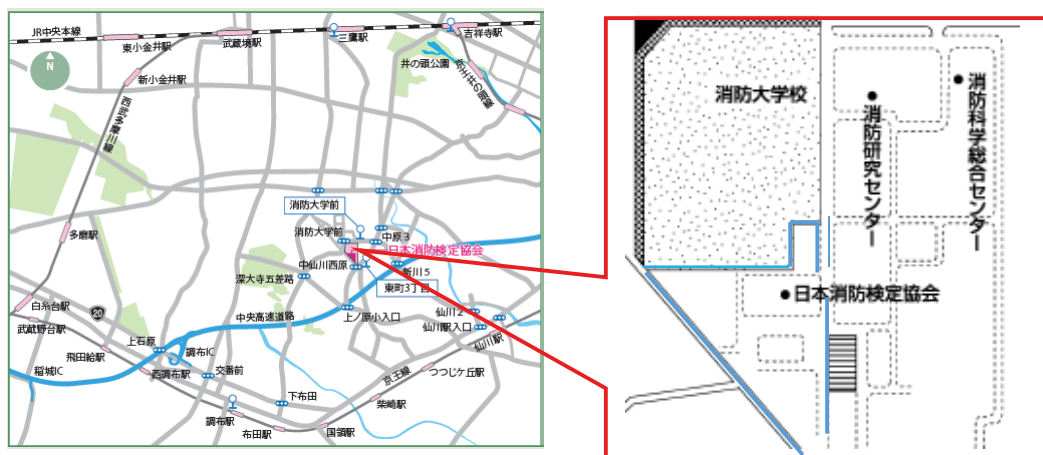 JR中央本線
東小金井駅
武蔵境駅
三鷹駅
吉祥寺駅
N
新小金井駅
井の頭公園
京王井の頭線
西武多摩川線
消防大学前
多磨駅
消防大学前
中原3
日本消防検定協会
中仙川西原
新川5
深大寺五差路
東町3丁目
白糸台駅
20
中央高速道路
上ノ原小入口
仙川2
仙川駅入口
武蔵野台駅
上石原
調布IC
仙川駅
飛田給駅
稲城IC
西調布駅
交番前
京王線
つつじケ丘駅
下布田
柴崎駅
調布駅
布田駅
国領駅
消防大学校
消防研究センター
消防科学総合センター
日本消防検定協会